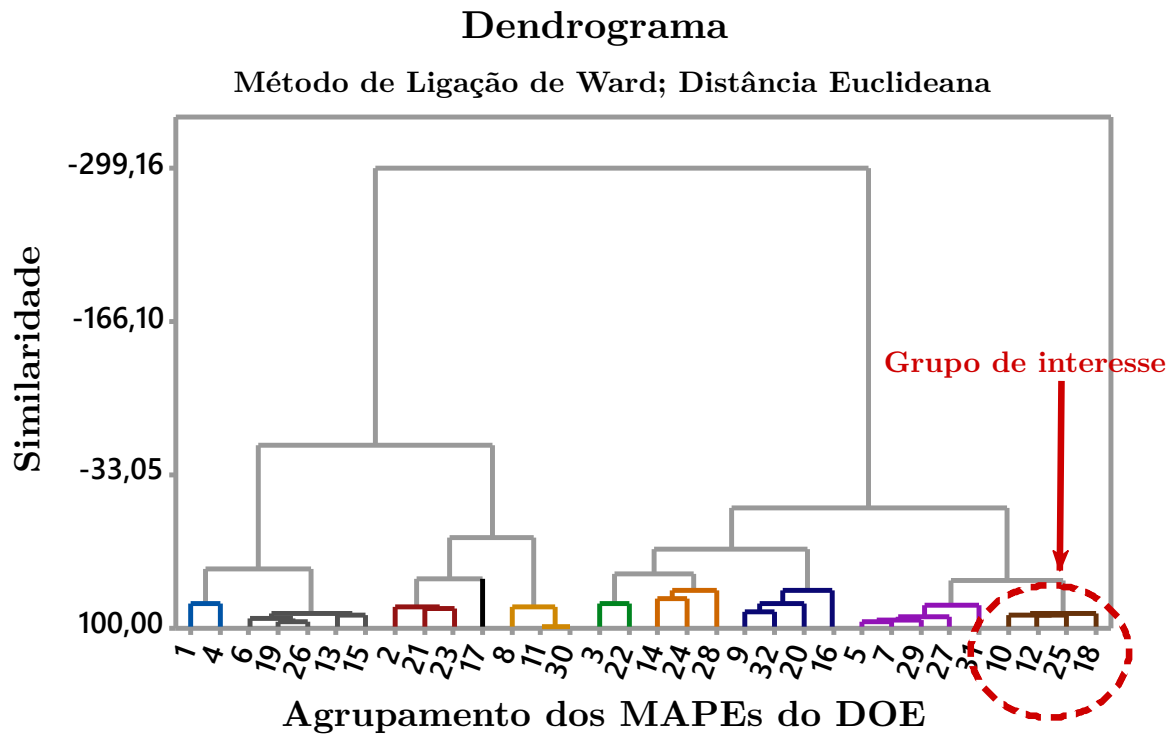 Dendrograma
Método de Ligação de Ward; Distância Euclideana
Similaridade
-299,16
-166,10
-33,05
100,00
Grupo de interesse
1 4 6 19 26 13 15 2 21 23 17 8 11 30 3 22 14 24 28 9 32 20 16 5 7 29 27 31 10 12 25 18
Agrupamento dos MAPEs do DOE